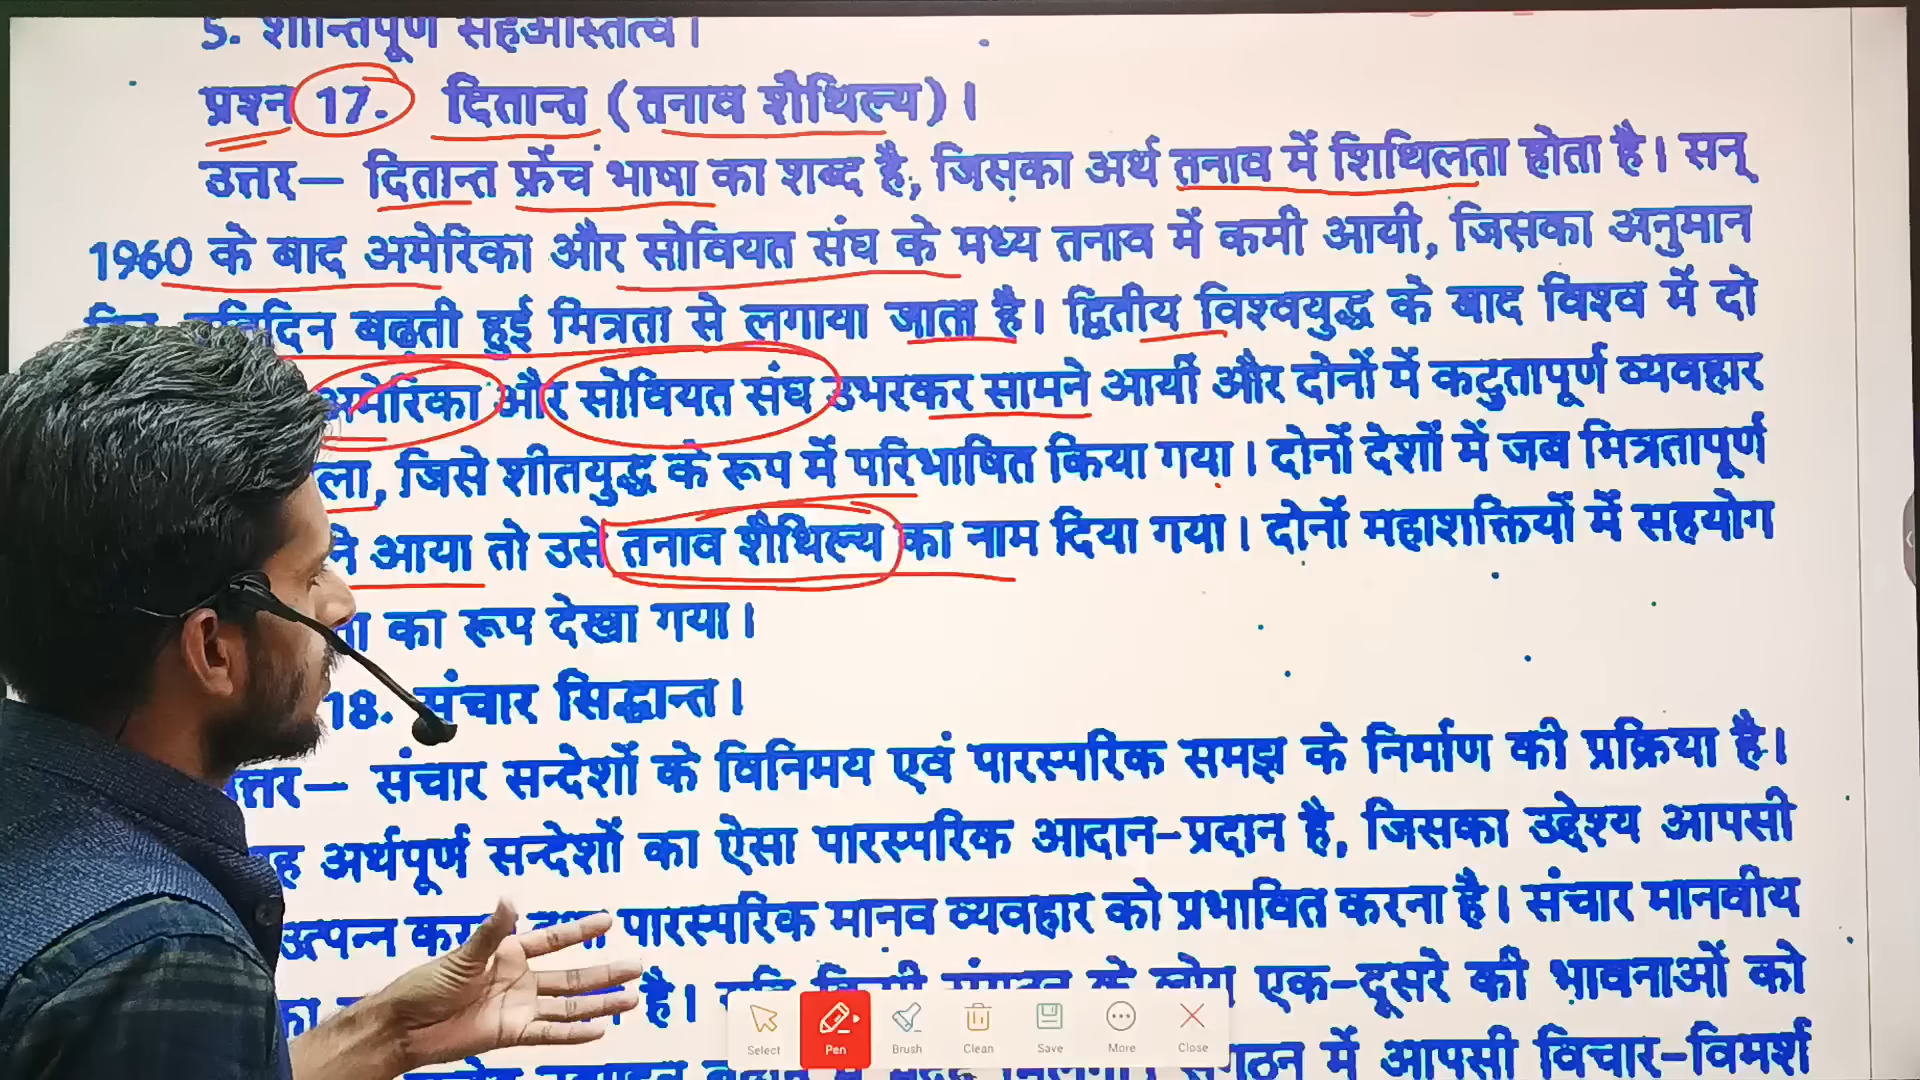 5. शान्तिपूर्ण सहअस्तित्व।
प्रश्न 17. दितान्त (तनाव शैथिल्य)।
उत्तर– दितान्त फ्रेंच भाषा का शब्द है, जिसका अर्थ तनाव में शिथिलता होता है। सन्
1960 के बाद अमेरिका और सोवियत संघ के मध्य तनाव में कमी आयी, जिसका अनुमान
बढ़ती हुई मित्रता से लगाया जाता है। द्वितीय विश्वयुद्ध के बाद विश्व में दो
अमेरिका और सोवियत संघ उभरकर सामने आयीं और दोनों में कटुतापूर्ण व्यवहार
ला, जिसे शीतयुद्ध के रूप में परिभाषित किया गया। दोनों देशों में जब मित्रतापूर्ण
ने आया तो उसे तनाव शैथिल्य का नाम दिया गया। दोनों महाशक्तियों में सहयोग
का रूप देखा गया।
18. संचार सिद्धान्त।
उत्तर– संचार सन्देशों के विनिमय एवं पारस्परिक समझ के निर्माण की प्रक्रिया है।
अर्थपूर्ण सन्देशों का ऐसा पारस्परिक आदान-प्रदान है, जिसका उद्देश्य आपसी
उत्पन्न पारस्परिक मानव व्यवहार को प्रभावित करना है। संचार मानवीय
है। के लोग एक-दूसरे की भावनाओं को
में आपसी विचार-विमर्श
Select Pen Brush Clean Save More Close